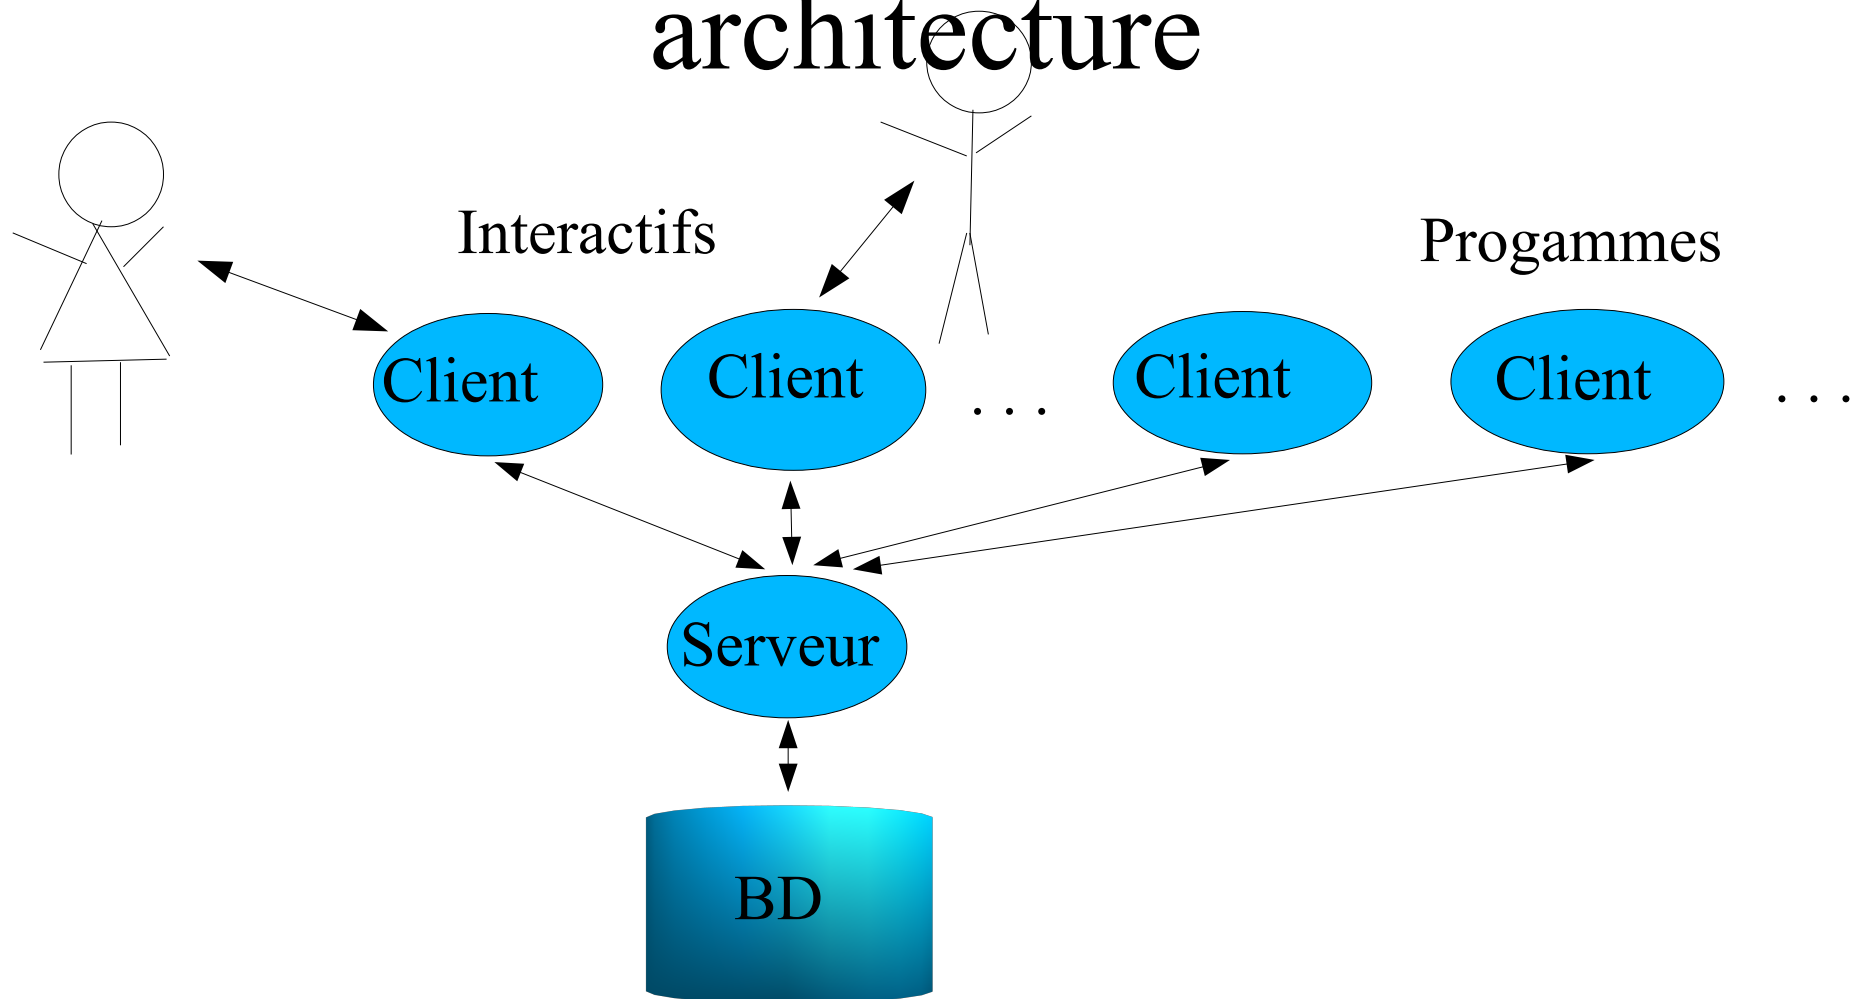 architecture
Interactifs
Progammes
Client
Client
. . .
Client
Client
. . .
Serveur
BD